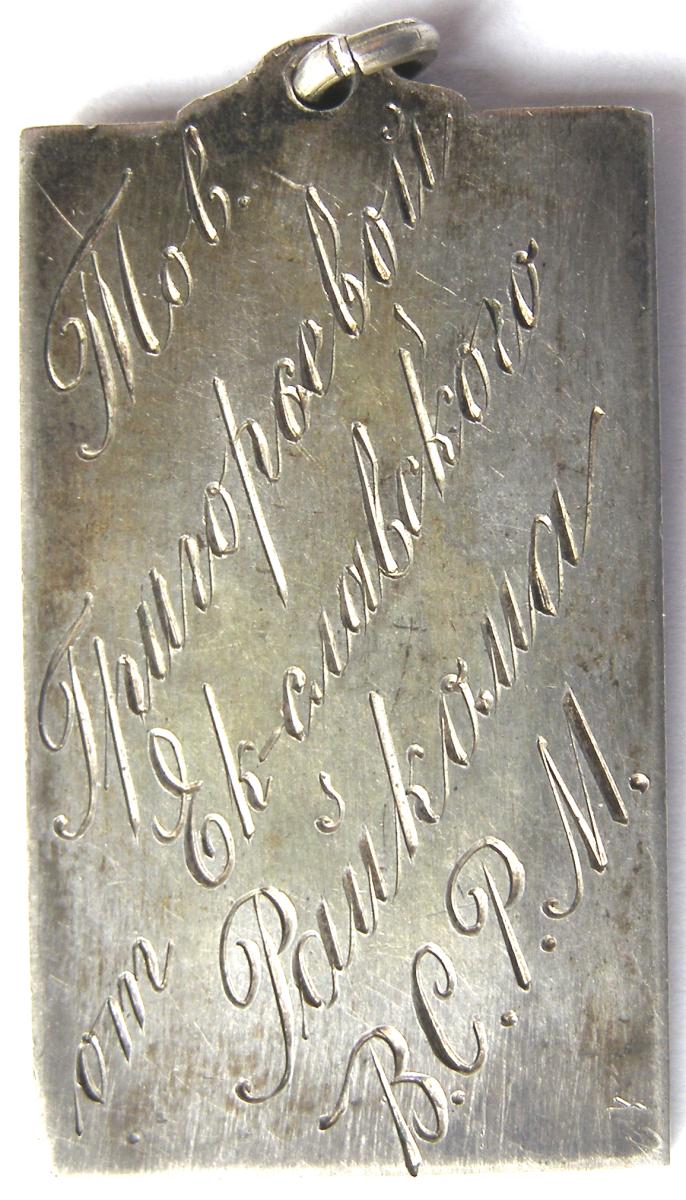 Тов.
Григорьевой
от Ек-славского
Райкома
В.С.Р.М.